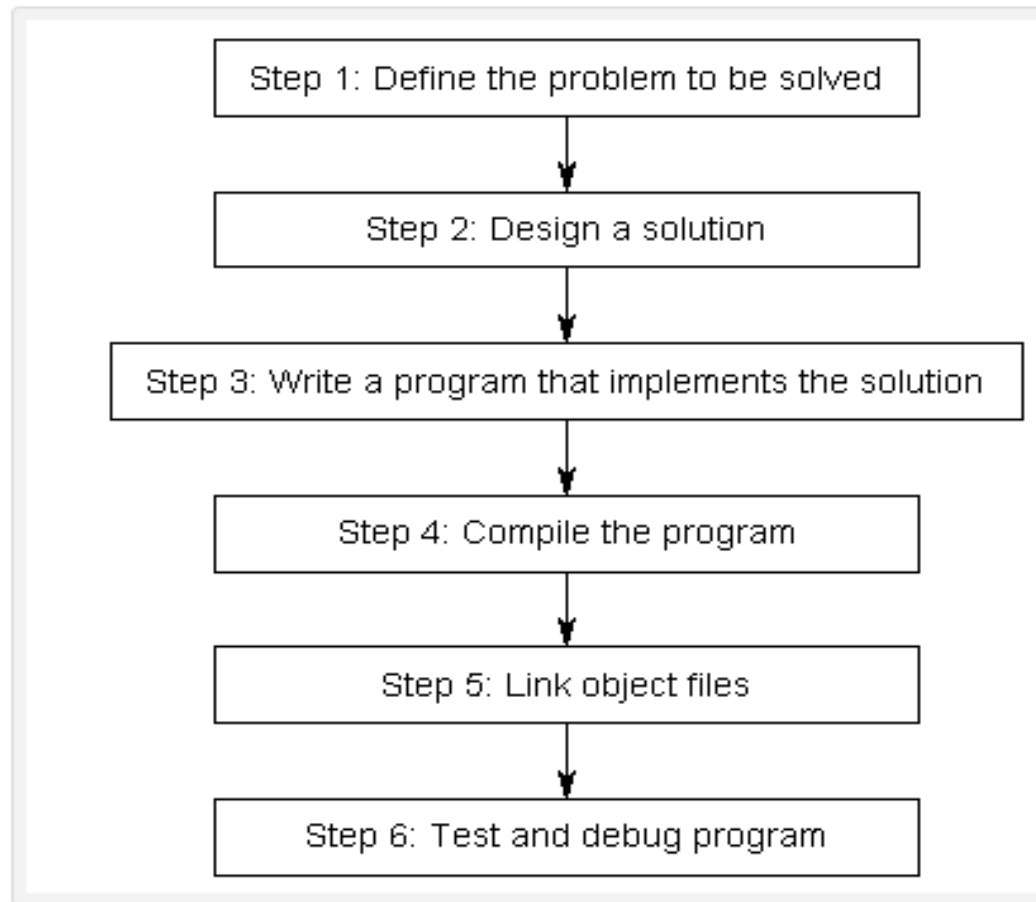 Step 1: Define the problem to be solved
Step 2: Design a solution
Step 3: Write a program that implements the solution
Step 4: Compile the program
Step 5: Link object files
Step 6: Test and debug program